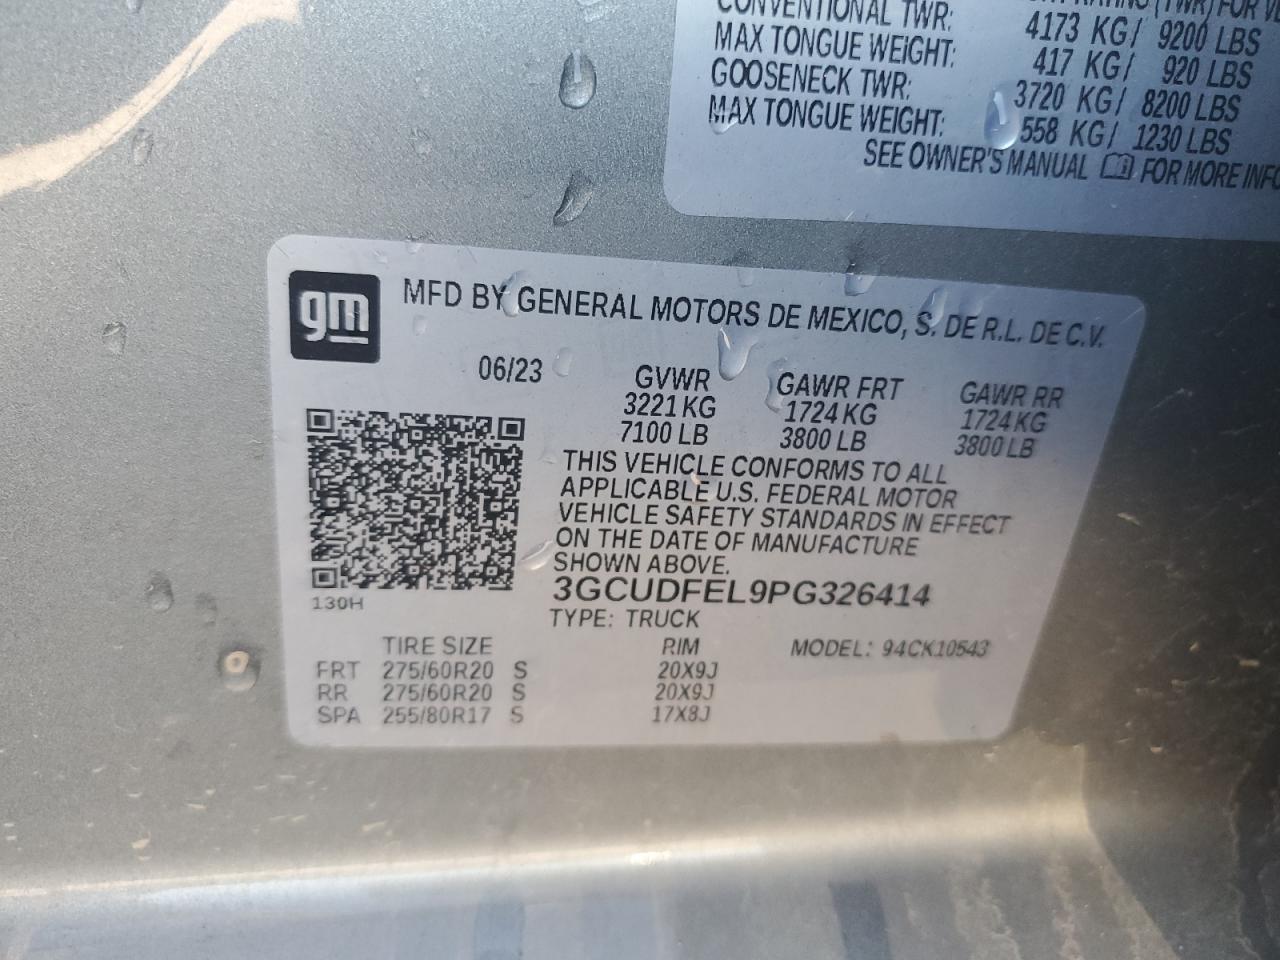 CONVENTIONAL TWR: 4173 KG/ 9200 LBS
MAX TONGUE WEIGHT: 417 KG/ 920 LBS
GOOSENECK TWR: 3720 KG/ 8200 LBS
MAX TONGUE WEIGHT: 558 KG/ 1230 LBS
SEE OWNER'S MANUAL FOR MORE INFO
gm
MFD BY GENERAL MOTORS DE MEXICO, S. DE R.L. DE C.V.
06/23 GVWR GAWR FRT GAWR RR
3221 KG 1724 KG 1724 KG
7100 LB 3800 LB 3800 LB
THIS VEHICLE CONFORMS TO ALL
APPLICABLE U.S. FEDERAL MOTOR
VEHICLE SAFETY STANDARDS IN EFFECT
ON THE DATE OF MANUFACTURE
SHOWN ABOVE.
3GCUDFEL9PG326414
130H
TYPE: TRUCK
TIRE SIZE RIM MODEL: 94CK10543
FRT 275/60R20 S 20X9J
RR 275/60R20 S 20X9J
SPA 255/80R17 S 17X8J